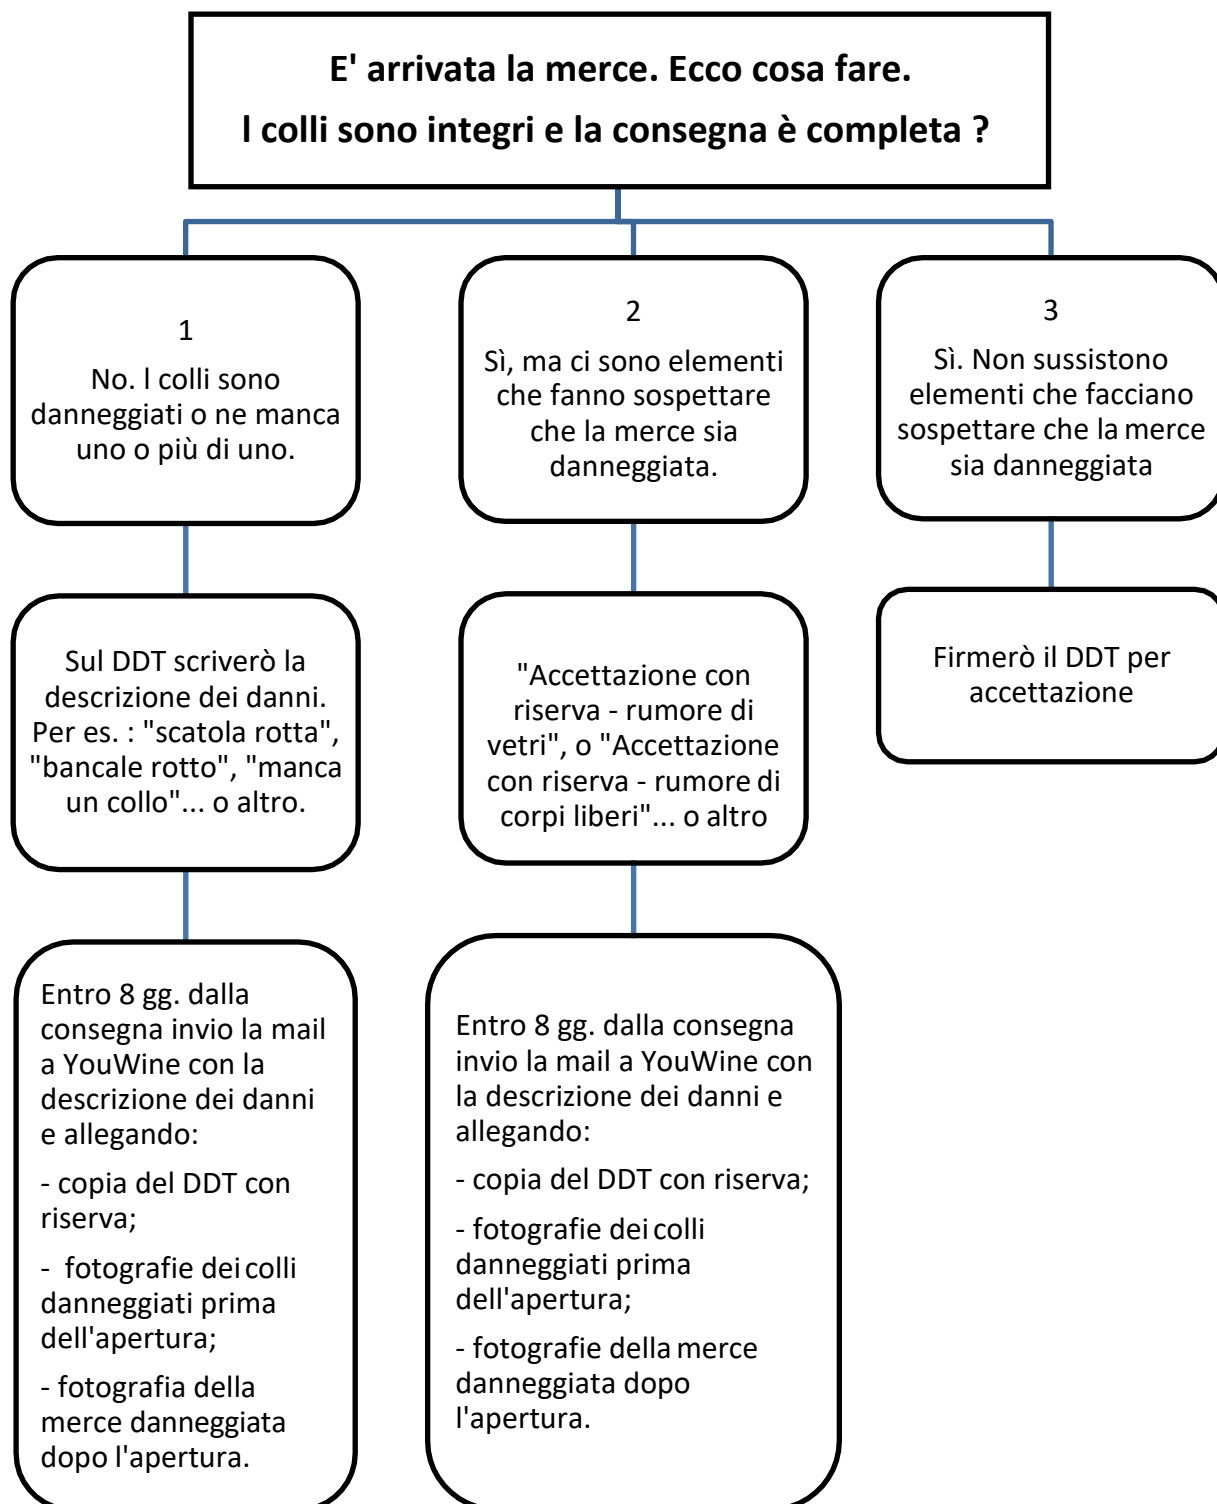 E' arrivata la merce. Ecco cosa fare.
I colli sono integri e la consegna è completa ?
1
No. I colli sono
danneggiati o ne manca
uno o più di uno.
2
Sì, ma ci sono elementi
che fanno sospettare
che la merce sia
danneggiata.
3
Sì. Non sussistono
elementi che facciano
sospettare che la merce
sia danneggiata
Sul DDT scriverò la
descrizione dei danni.
Per es. : "scatola rotta",
"bancale rotto", "manca
un collo"... o altro.
"Accettazione con
riserva - rumore di
vetri", o "Accettazione
con riserva - rumore di
corpi liberi"... o altro
Firmerò il DDT per
accettazione
Entro 8 gg. dalla
consegna invio la mail
a YouWine con la
descrizione dei danni
e allegando:
- copia del DDT con
riserva;
- fotografie dei colli
danneggiati prima
dell'apertura;
- fotografia della
merce danneggiata
dopo l'apertura.
Entro 8 gg. dalla consegna
invio la mail a YouWine con
la descrizione dei danni e
allegando:
- copia del DDT con riserva;
- fotografie dei colli
danneggiati prima
dell'apertura;
- fotografie della merce
danneggiata dopo
l'apertura.